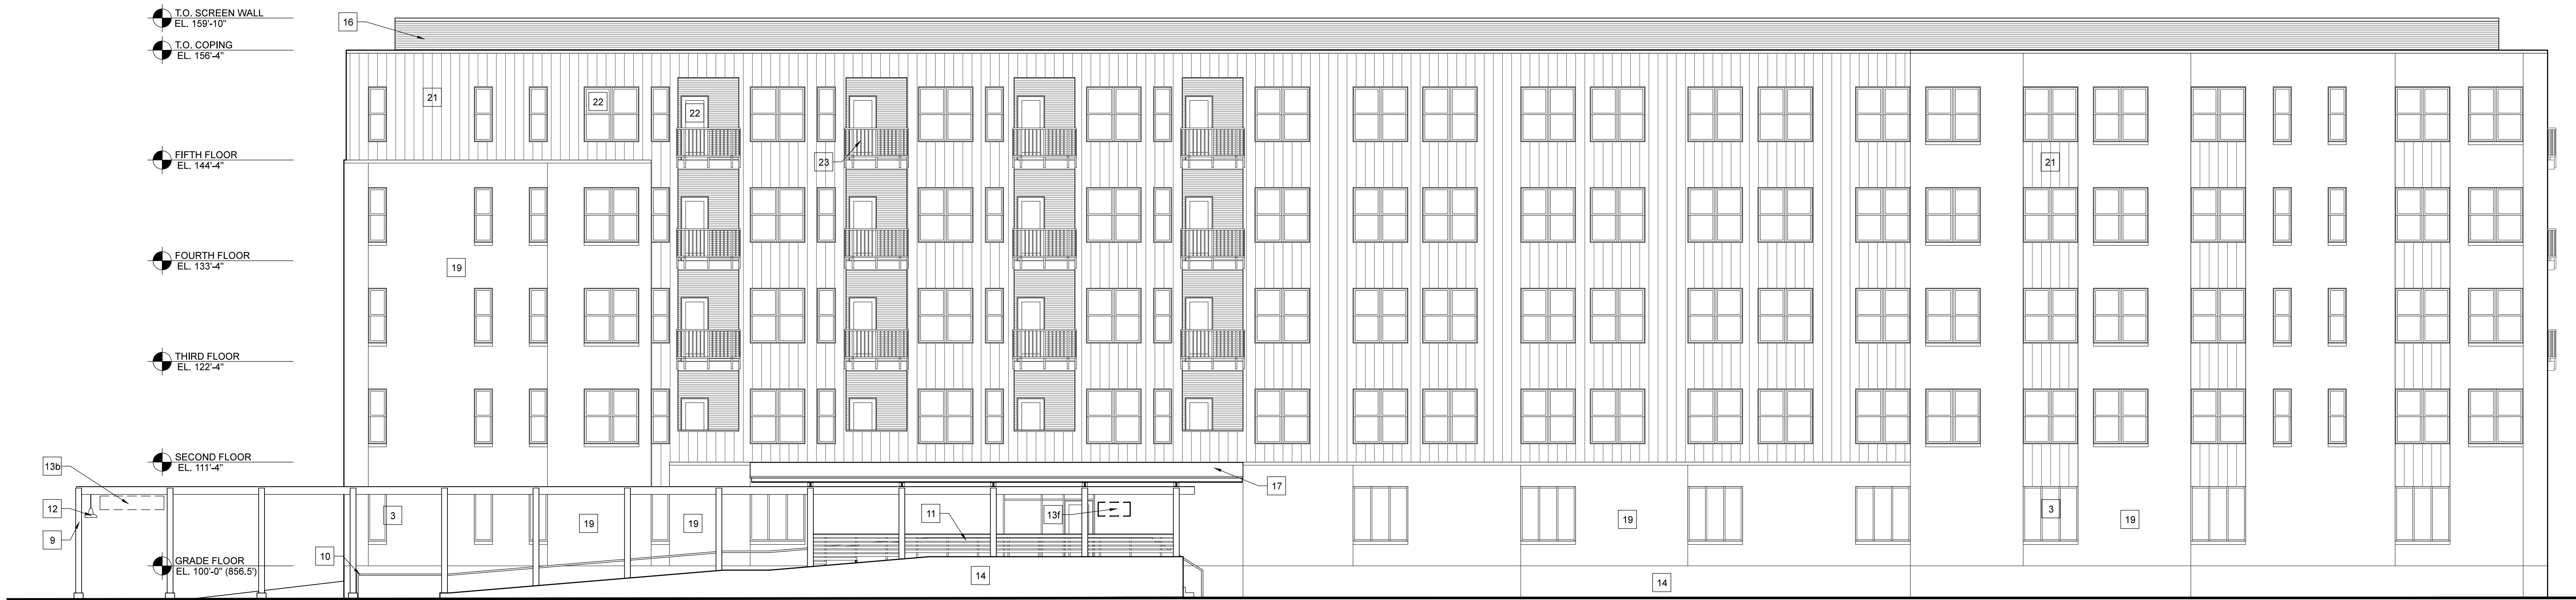 T.O. SCREEN WALL
EL. 159'-10"
16
T.O. COPING
EL. 156'-4"
21
22
22
FIFTH FLOOR
EL. 144'-4"
23
21
FOURTH FLOOR
EL. 133'-4"
19
THIRD FLOOR
EL. 122'-4"
SECOND FLOOR
EL. 111'-4"
13b
17
12
3
19
19
11
13f
19
3
19
9
10
GRADE FLOOR
EL. 100'-0" (856.5')
14
14